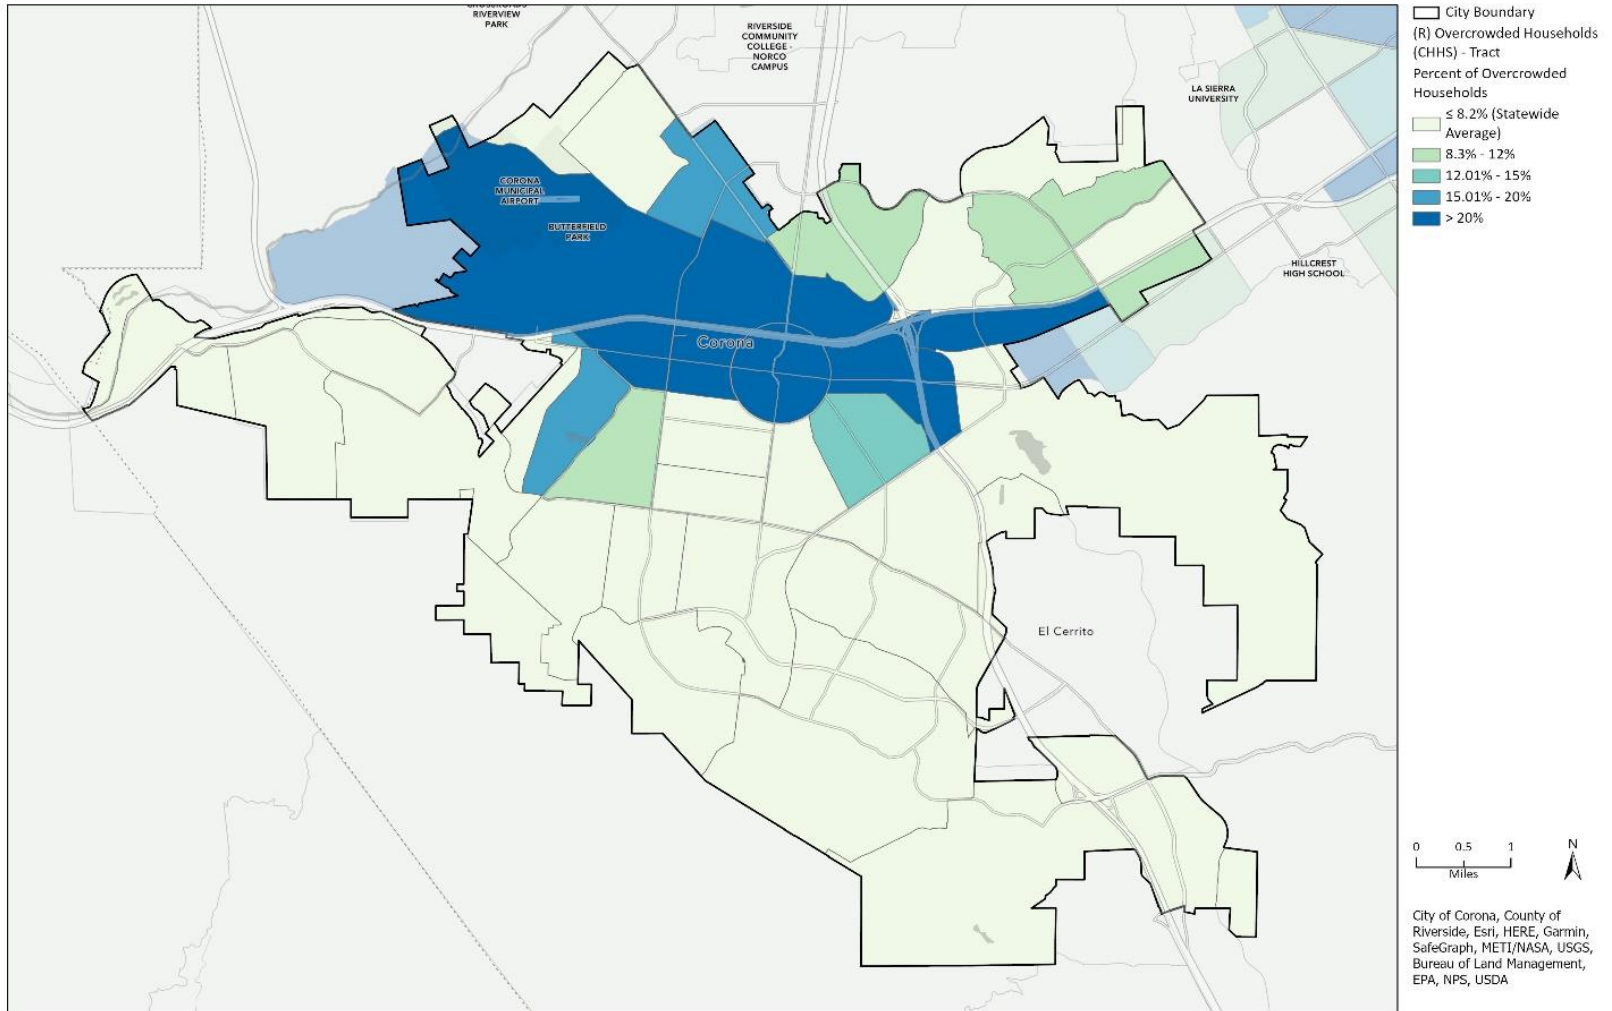 CROSSROADS
RIVERVIEW
PARK
RIVERSIDE
COMMUNITY
COLLEGE -
NORCO
CAMPUS
LA SIERRA
UNIVERSITY
CORONA
MUNICIPAL
AIRPORT
BUTTERFIELD
PARK
HILLCREST
HIGH SCHOOL
Corona
El Cerrito
City Boundary
(R) Overcrowded Households
(CHHS) - Tract
Percent of Overcrowded
Households
≤ 8.2% (Statewide
Average)
8.3% - 12%
12.01% - 15%
15.01% - 20%
> 20%
0 0.5 1
Miles
N
City of Corona, County of
Riverside, Esri, HERE, Garmin,
SafeGraph, METI/NASA, USGS,
Bureau of Land Management,
EPA, NPS, USDA